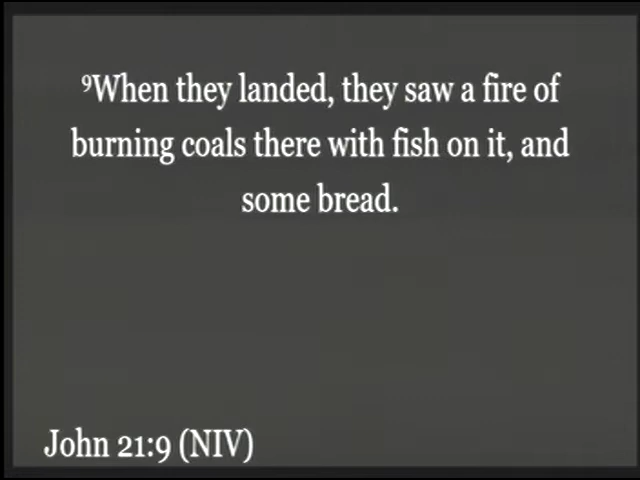 ⁹When they landed, they saw a fire of
burning coals there with fish on it, and
some bread.
John 21:9 (NIV)